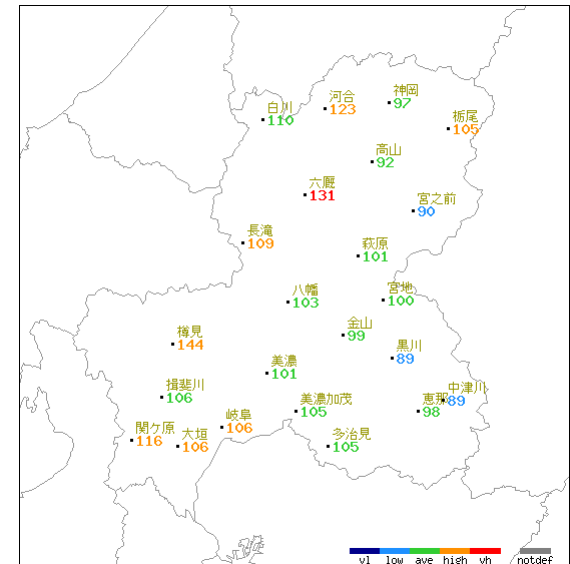 神岡
97
河合
123
白川
110
栃尾
105
高山
92
六厩
131
宮之前
90
長滝
109
萩原
101
宮地
100
八幡
103
金山
99
樽見
144
黒川
89
美濃
101
中津川
89
揖斐川
106
美濃加茂
105
恵那
98
岐阜
106
関ケ原
116
大垣
106
多治見
105
vl low ave high vh notdef